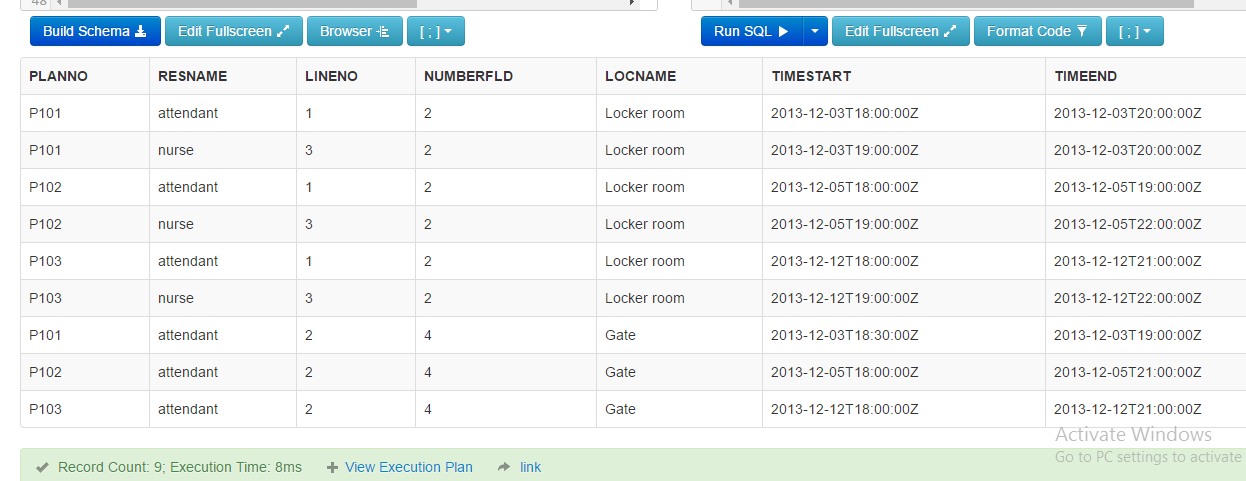 48
Build Schema Edit Fullscreen Browser [ ; ] Run SQL Edit Fullscreen Format Code [ ; ]
PLANNO RESNAME LINENO NUMBERFLD LOCNAME TIMESTART TIMEEND
P101 attendant 1 2 Locker room 2013-12-03T18:00:00Z 2013-12-03T20:00:00Z
P101 nurse 3 2 Locker room 2013-12-03T19:00:00Z 2013-12-03T20:00:00Z
P102 attendant 1 2 Locker room 2013-12-05T18:00:00Z 2013-12-05T19:00:00Z
P102 nurse 3 2 Locker room 2013-12-05T19:00:00Z 2013-12-05T22:00:00Z
P103 attendant 1 2 Locker room 2013-12-12T18:00:00Z 2013-12-12T21:00:00Z
P103 nurse 3 2 Locker room 2013-12-12T19:00:00Z 2013-12-12T22:00:00Z
P101 attendant 2 4 Gate 2013-12-03T18:30:00Z 2013-12-03T19:00:00Z
P102 attendant 2 4 Gate 2013-12-05T18:00:00Z 2013-12-05T21:00:00Z
P103 attendant 2 4 Gate 2013-12-12T18:00:00Z 2013-12-12T21:00:00Z
Activate Windows
Go to PC settings to activate
Record Count: 9; Execution Time: 8ms View Execution Plan link